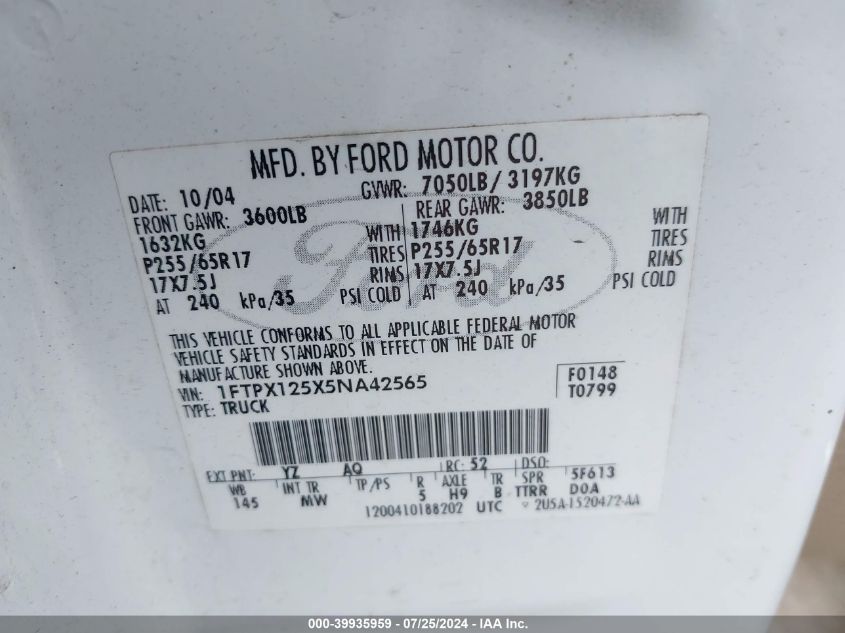 MFD. BY FORD MOTOR CO.
DATE: 10/04 GVWR: 7050LB/ 3197KG
FRONT GAWR: 3600LB REAR GAWR: 3850LB
1632KG WITH 1746KG WITH
P255/65R17 TIRES P255/65R17 TIRES
17X7.5J RIMS 17X7.5J RIMS
AT 240 kPa/35 PSI COLD AT 240 kPa/35 PSI COLD
Ford
THIS VEHICLE CONFORMS TO ALL APPLICABLE FEDERAL MOTOR
VEHICLE SAFETY STANDARDS IN EFFECT ON THE DATE OF
MANUFACTURE SHOWN ABOVE.
VIN: 1FTPX125X5NA42565 F0148
TYPE: TRUCK T0799
EXT PNT: YZ AQ RC: 52 DSO:
WB INT TR TP/PS R AXLE TR SPR 5F613
145 MW 5 H9 B TTRR DOA
1200410188202 UTC 2U5A-1520472-AA
000-39935959 / 07/25/2024 - IAA Inc.